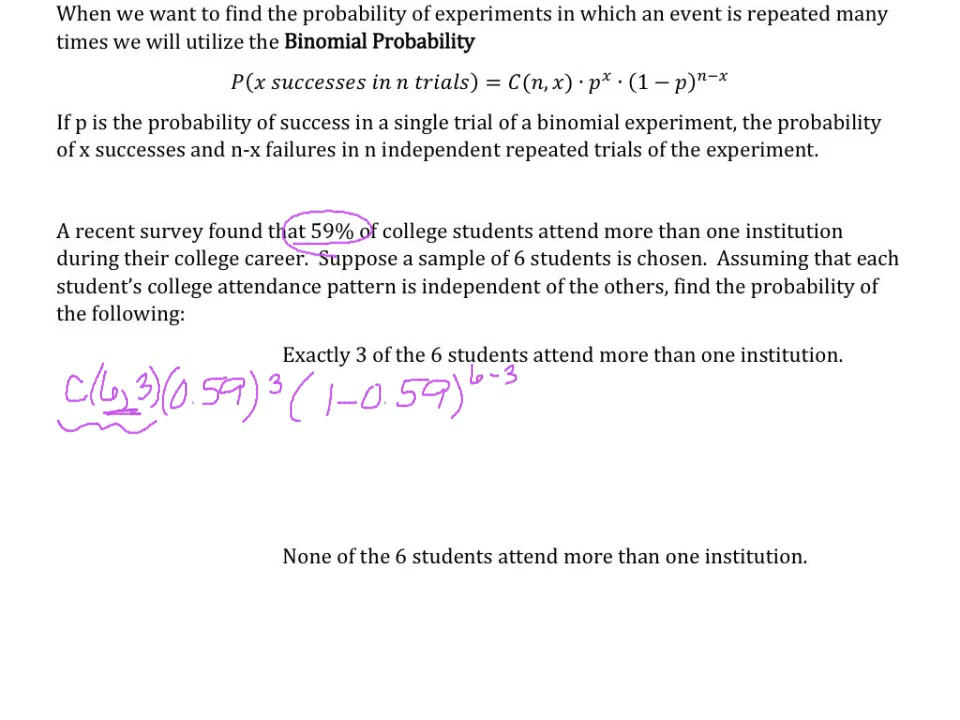 When we want to find the probability of experiments in which an event is repeated many
times we will utilize the Binomial Probability
P(x successes in n trials) = C(n, x) · pˣ · (1 − p)ⁿ⁻ˣ
If p is the probability of success in a single trial of a binomial experiment, the probability
of x successes and n-x failures in n independent repeated trials of the experiment.
A recent survey found that 59% of college students attend more than one institution
during their college career. Suppose a sample of 6 students is chosen. Assuming that each
student’s college attendance pattern is independent of the others, find the probability of
the following:
Exactly 3 of the 6 students attend more than one institution.
C(6,3)(0.59)³(1-0.59)⁶⁻³
None of the 6 students attend more than one institution.